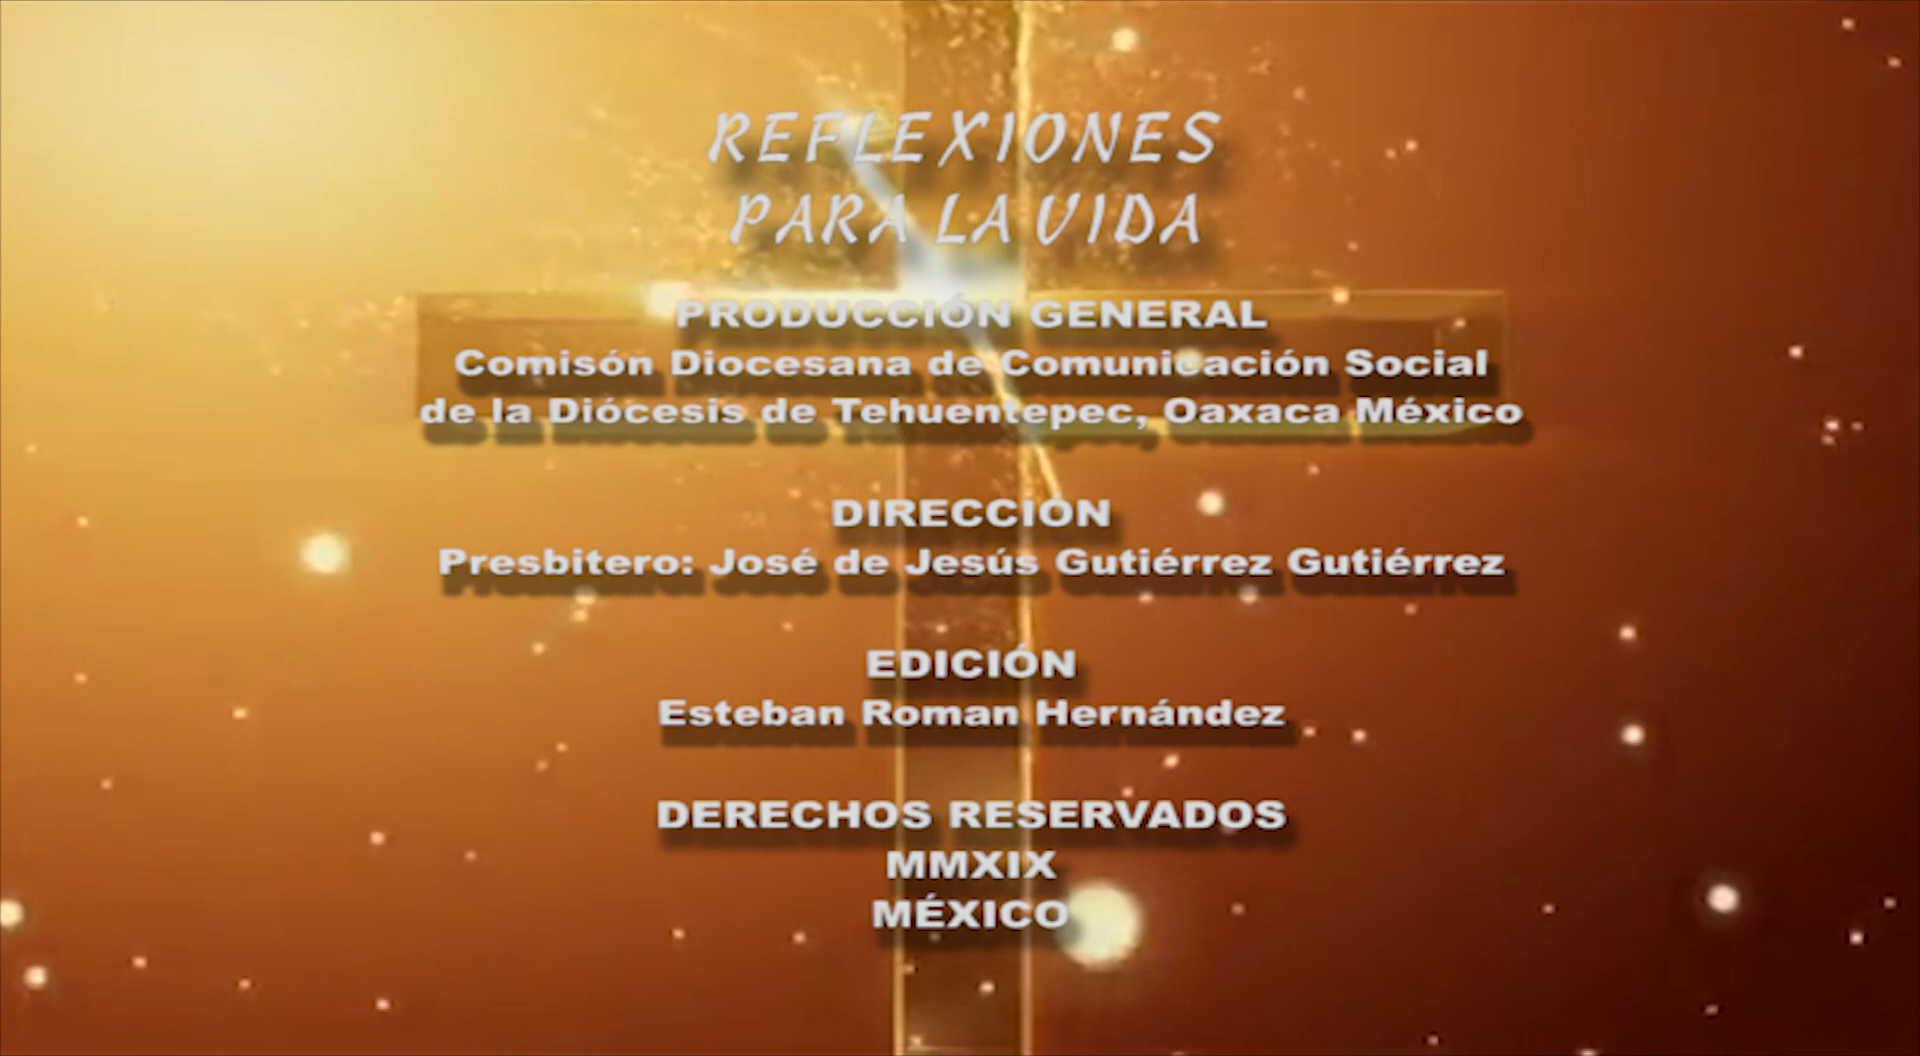 REFLEXIONES
PARA LA VIDA
PRODUCCIÓN GENERAL
Comisón Diocesana de Comunicación Social
de la Diócesis de Tehuentepec, Oaxaca México
DIRECCIÓN
Presbitero: José de Jesús Gutiérrez Gutiérrez
EDICIÓN
Esteban Roman Hernández
DERECHOS RESERVADOS
MMXIX
MÉXICO